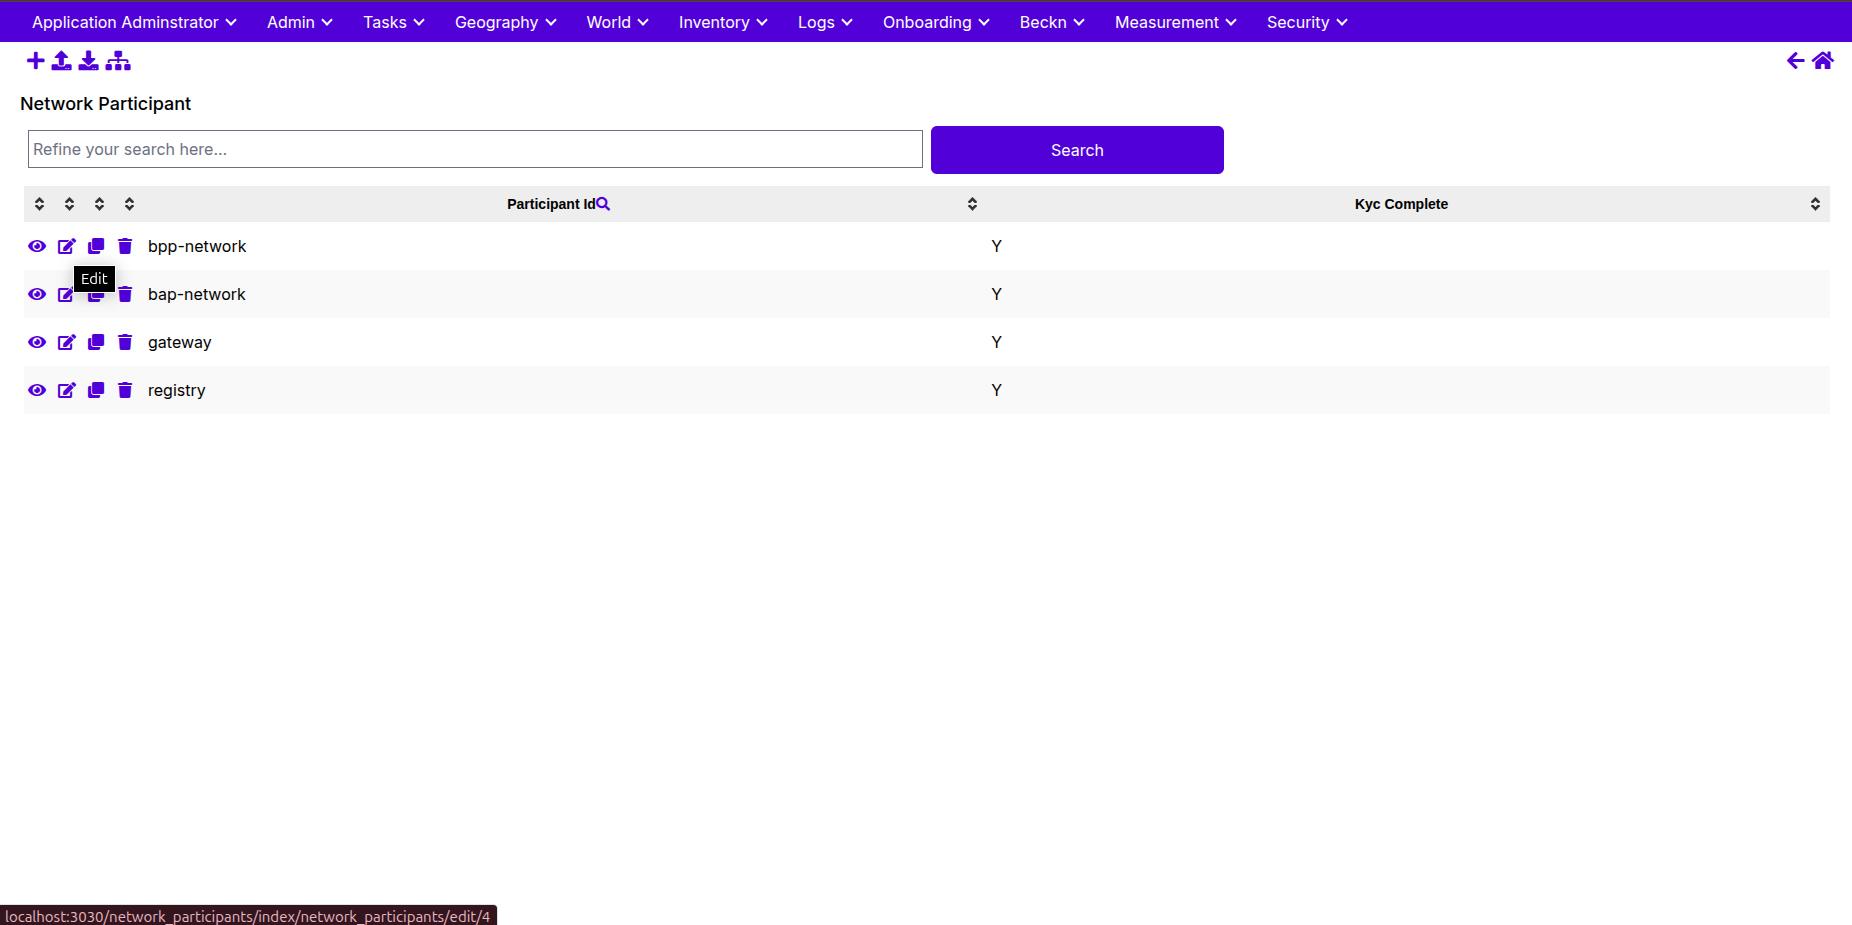 Application Adminstrator Admin Tasks Geography World Inventory Logs Onboarding Beckn Measurement Security
Network Participant
Refine your search here... Search
Participant Id Kyc Complete
bpp-network Y
Edit
bap-network Y
gateway Y
registry Y
localhost:3030/network_participants/index/network_participants/edit/4